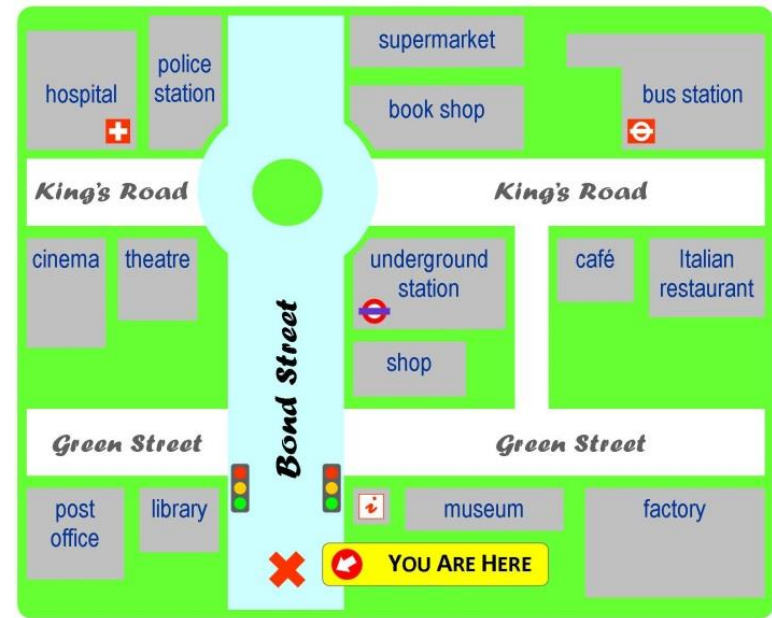 supermarket
police
station
hospital
book shop
bus station
King's Road
King's Road
cinema
theatre
underground
station
café
Italian
restaurant
shop
Bond Street
Green Street
Green Street
post
office
library
i
museum
factory
YOU ARE HERE